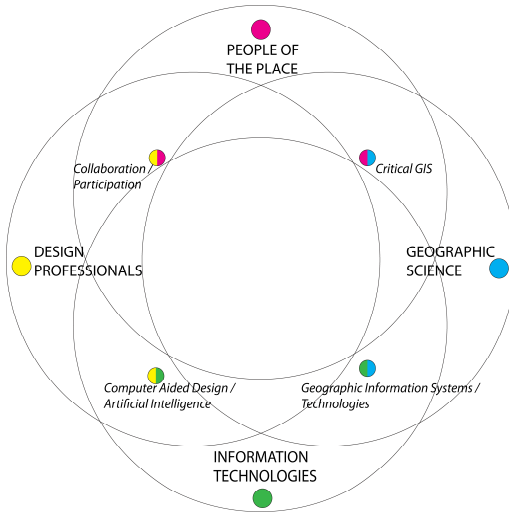 PEOPLE OF
THE PLACE
Collaboration /
Participation
Critical GIS
DESIGN
PROFESSIONALS
GEOGRAPHIC
SCIENCE
Computer Aided Design /
Artificial Intelligence
Geographic Information Systems /
Technologies
INFORMATION
TECHNOLOGIES